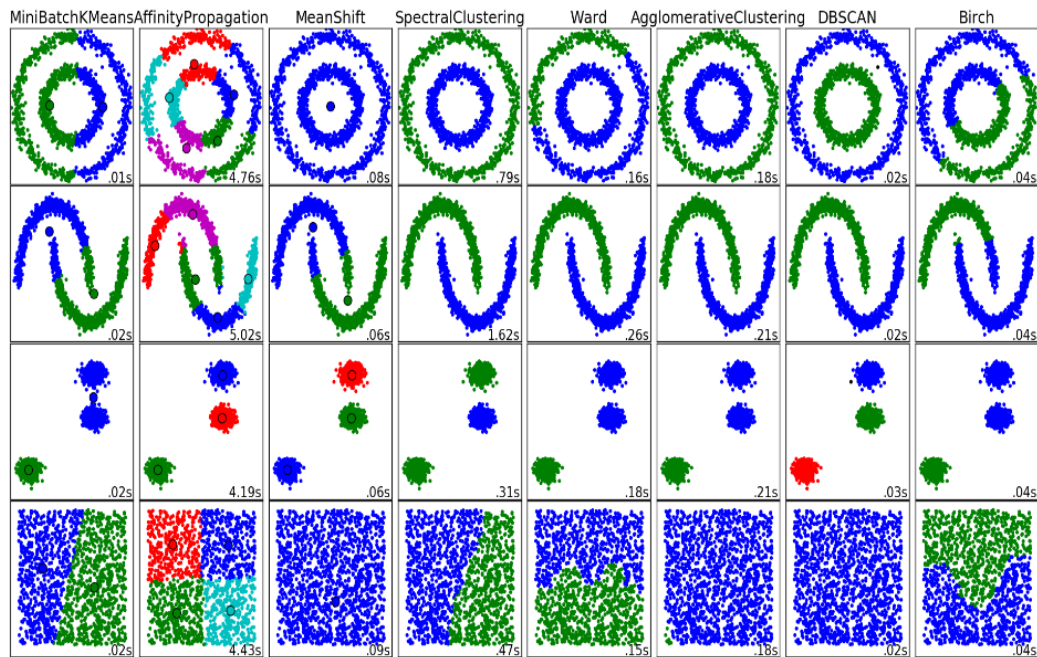 MiniBatchKMeans AffinityPropagation MeanShift SpectralClustering Ward AgglomerativeClustering DBSCAN Birch
.01s 4.76s .08s .79s .16s .18s .02s .04s
.02s 5.02s .06s 1.62s .26s .21s .02s .04s
.02s 4.19s .06s .31s .18s .21s .03s .04s
.02s 4.43s .09s .47s .15s .18s .02s .04s